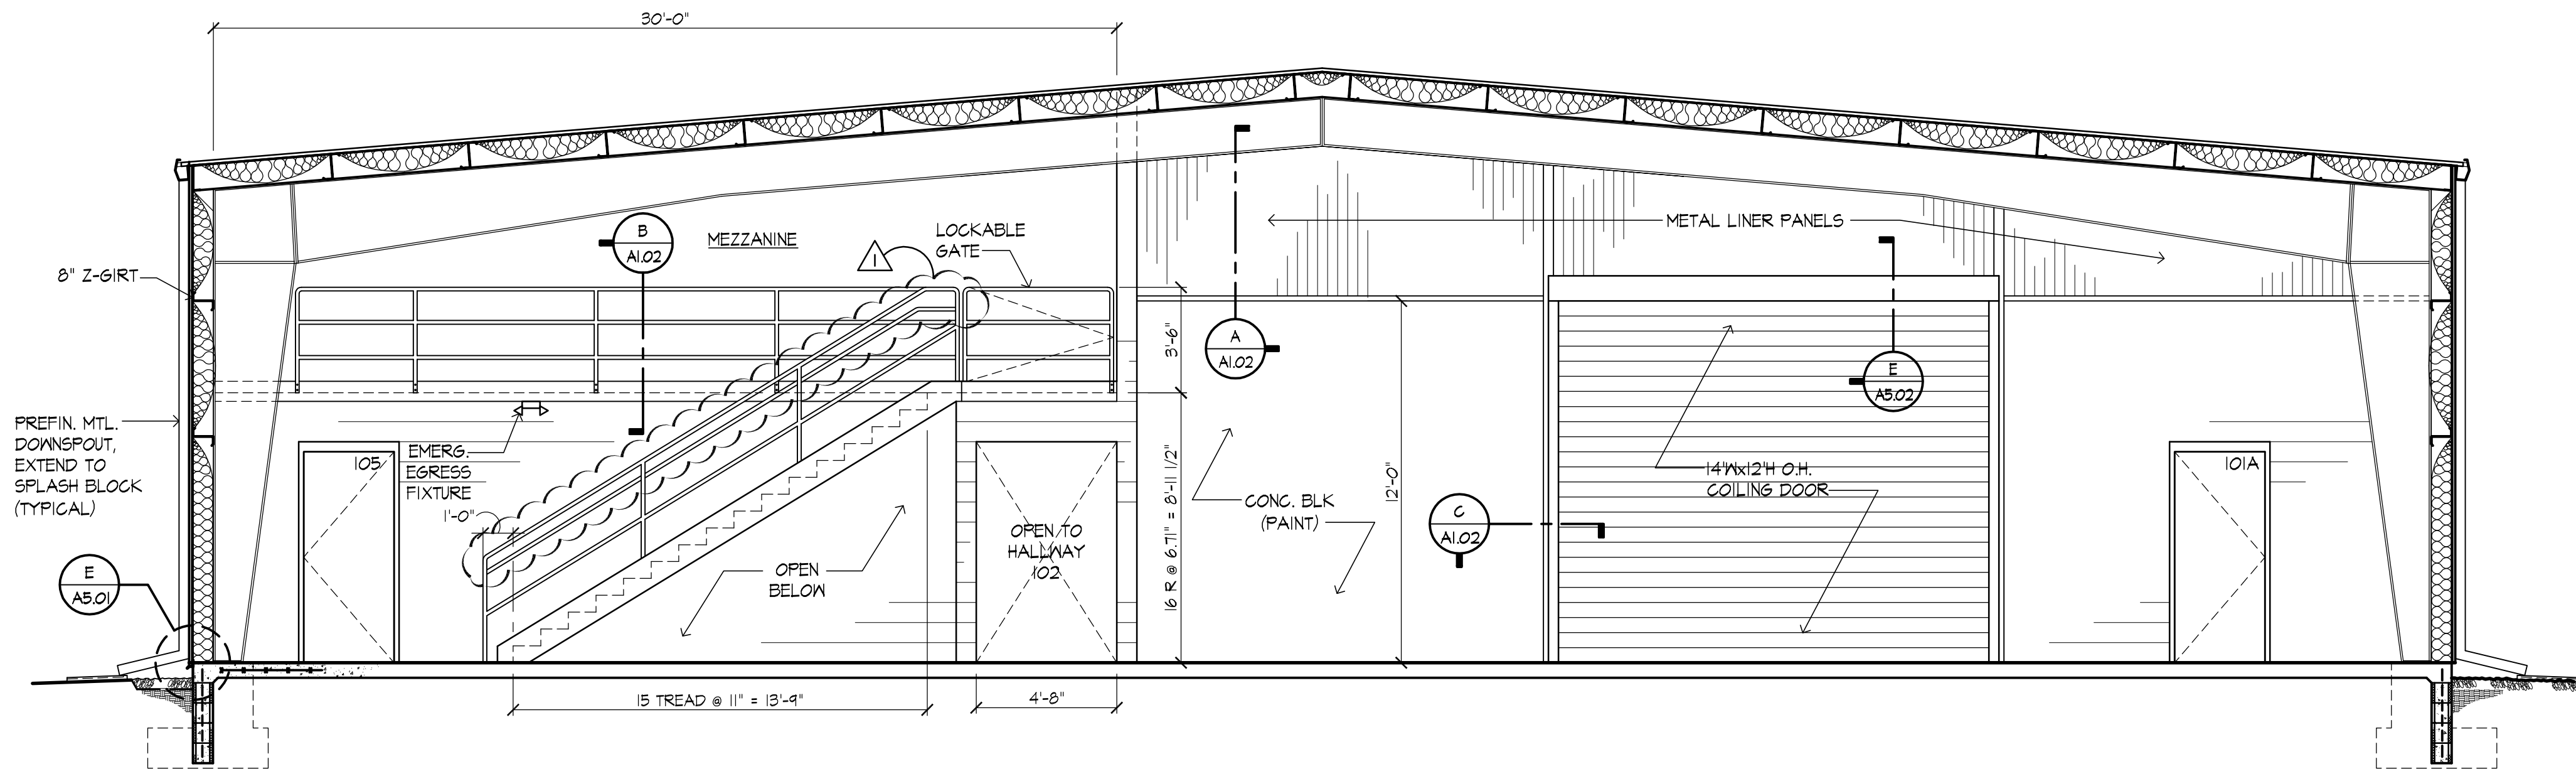 30'-0"
B
A1.02
MEZZANINE
1
LOCKABLE
GATE
METAL LINER PANELS
8" Z-GIRT
A
A1.02
3'-6"
E
A5.02
PREFIN. MTL.
DOWNSPOUT,
EXTEND TO
SPLASH BLOCK
(TYPICAL)
105
EMERG.
EGRESS
FIXTURE
1'-0"
16 R @ 6.71" = 8'-11 1/2"
12'-0"
14'Wx12'H O.H.
COILING DOOR
101A
CONC. BLK
(PAINT)
C
A1.02
OPEN TO
HALLWAY
102
OPEN
BELOW
E
A5.01
15 TREAD @ 11" = 13'-9"
4'-8"